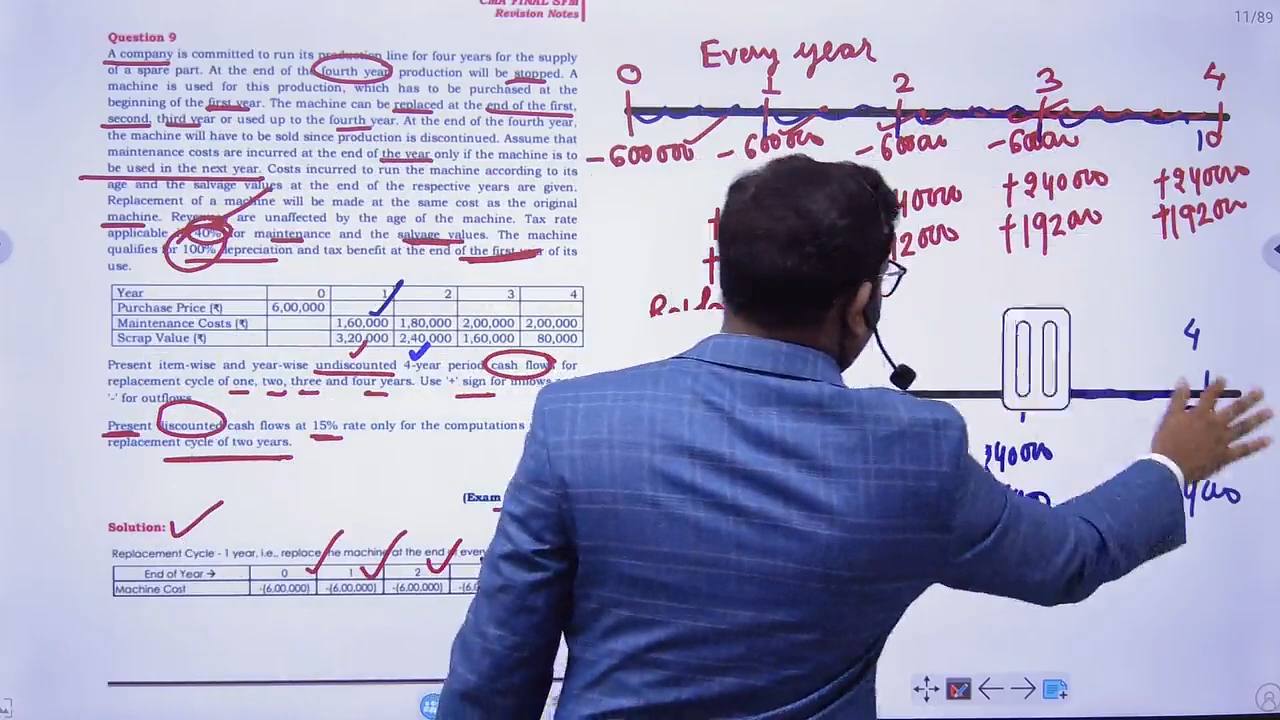 CMA FINAL SFM
Revision Notes
11/89
Question 9
A company is committed to run its production line for four years for the supply
of a spare part. At the end of the fourth year production will be stopped. A
machine is used for this production, which has to be purchased at the
beginning of the first year. The machine can be replaced at the end of the first,
second, third year or used up to the fourth year. At the end of the fourth year,
the machine will have to be sold since production is discontinued. Assume that
maintenance costs are incurred at the end of the year only if the machine is to
be used in the next year. Costs incurred to run the machine according to its
age and the salvage values at the end of the respective years are given.
Replacement of a machine will be made at the same cost as the original
machine. Revenues are unaffected by the age of the machine. Tax rate
applicable 40% for maintenance and the salvage values. The machine
qualifies for 100% depreciation and tax benefit at the end of the first year of its
use.
Year 0 1 2 3 4
Purchase Price (₹) 6,00,000
Maintenance Costs (₹) 1,60,000 1,80,000 2,00,000 2,00,000
Scrap Value (₹) 3,20,000 2,40,000 1,60,000 80,000
Present item-wise and year-wise undiscounted 4-year period cash flows for
replacement cycle of one, two, three and four years. Use '+' sign for inflows
'-' for outflows.
Present discounted cash flows at 15% rate only for the computations
replacement cycle of two years.
(Exam
Solution:
Replacement Cycle - 1 year, i.e., replace the machine at the end of every
End of Year → 0 1 2
Machine Cost -(6,00,000) -(6,00,000) -(6,00,000)
Every year
0 1 2 3 4
-600000 -600000 -600000 -600000
40000 +240000 +240000
2000 +192000 +192000
4